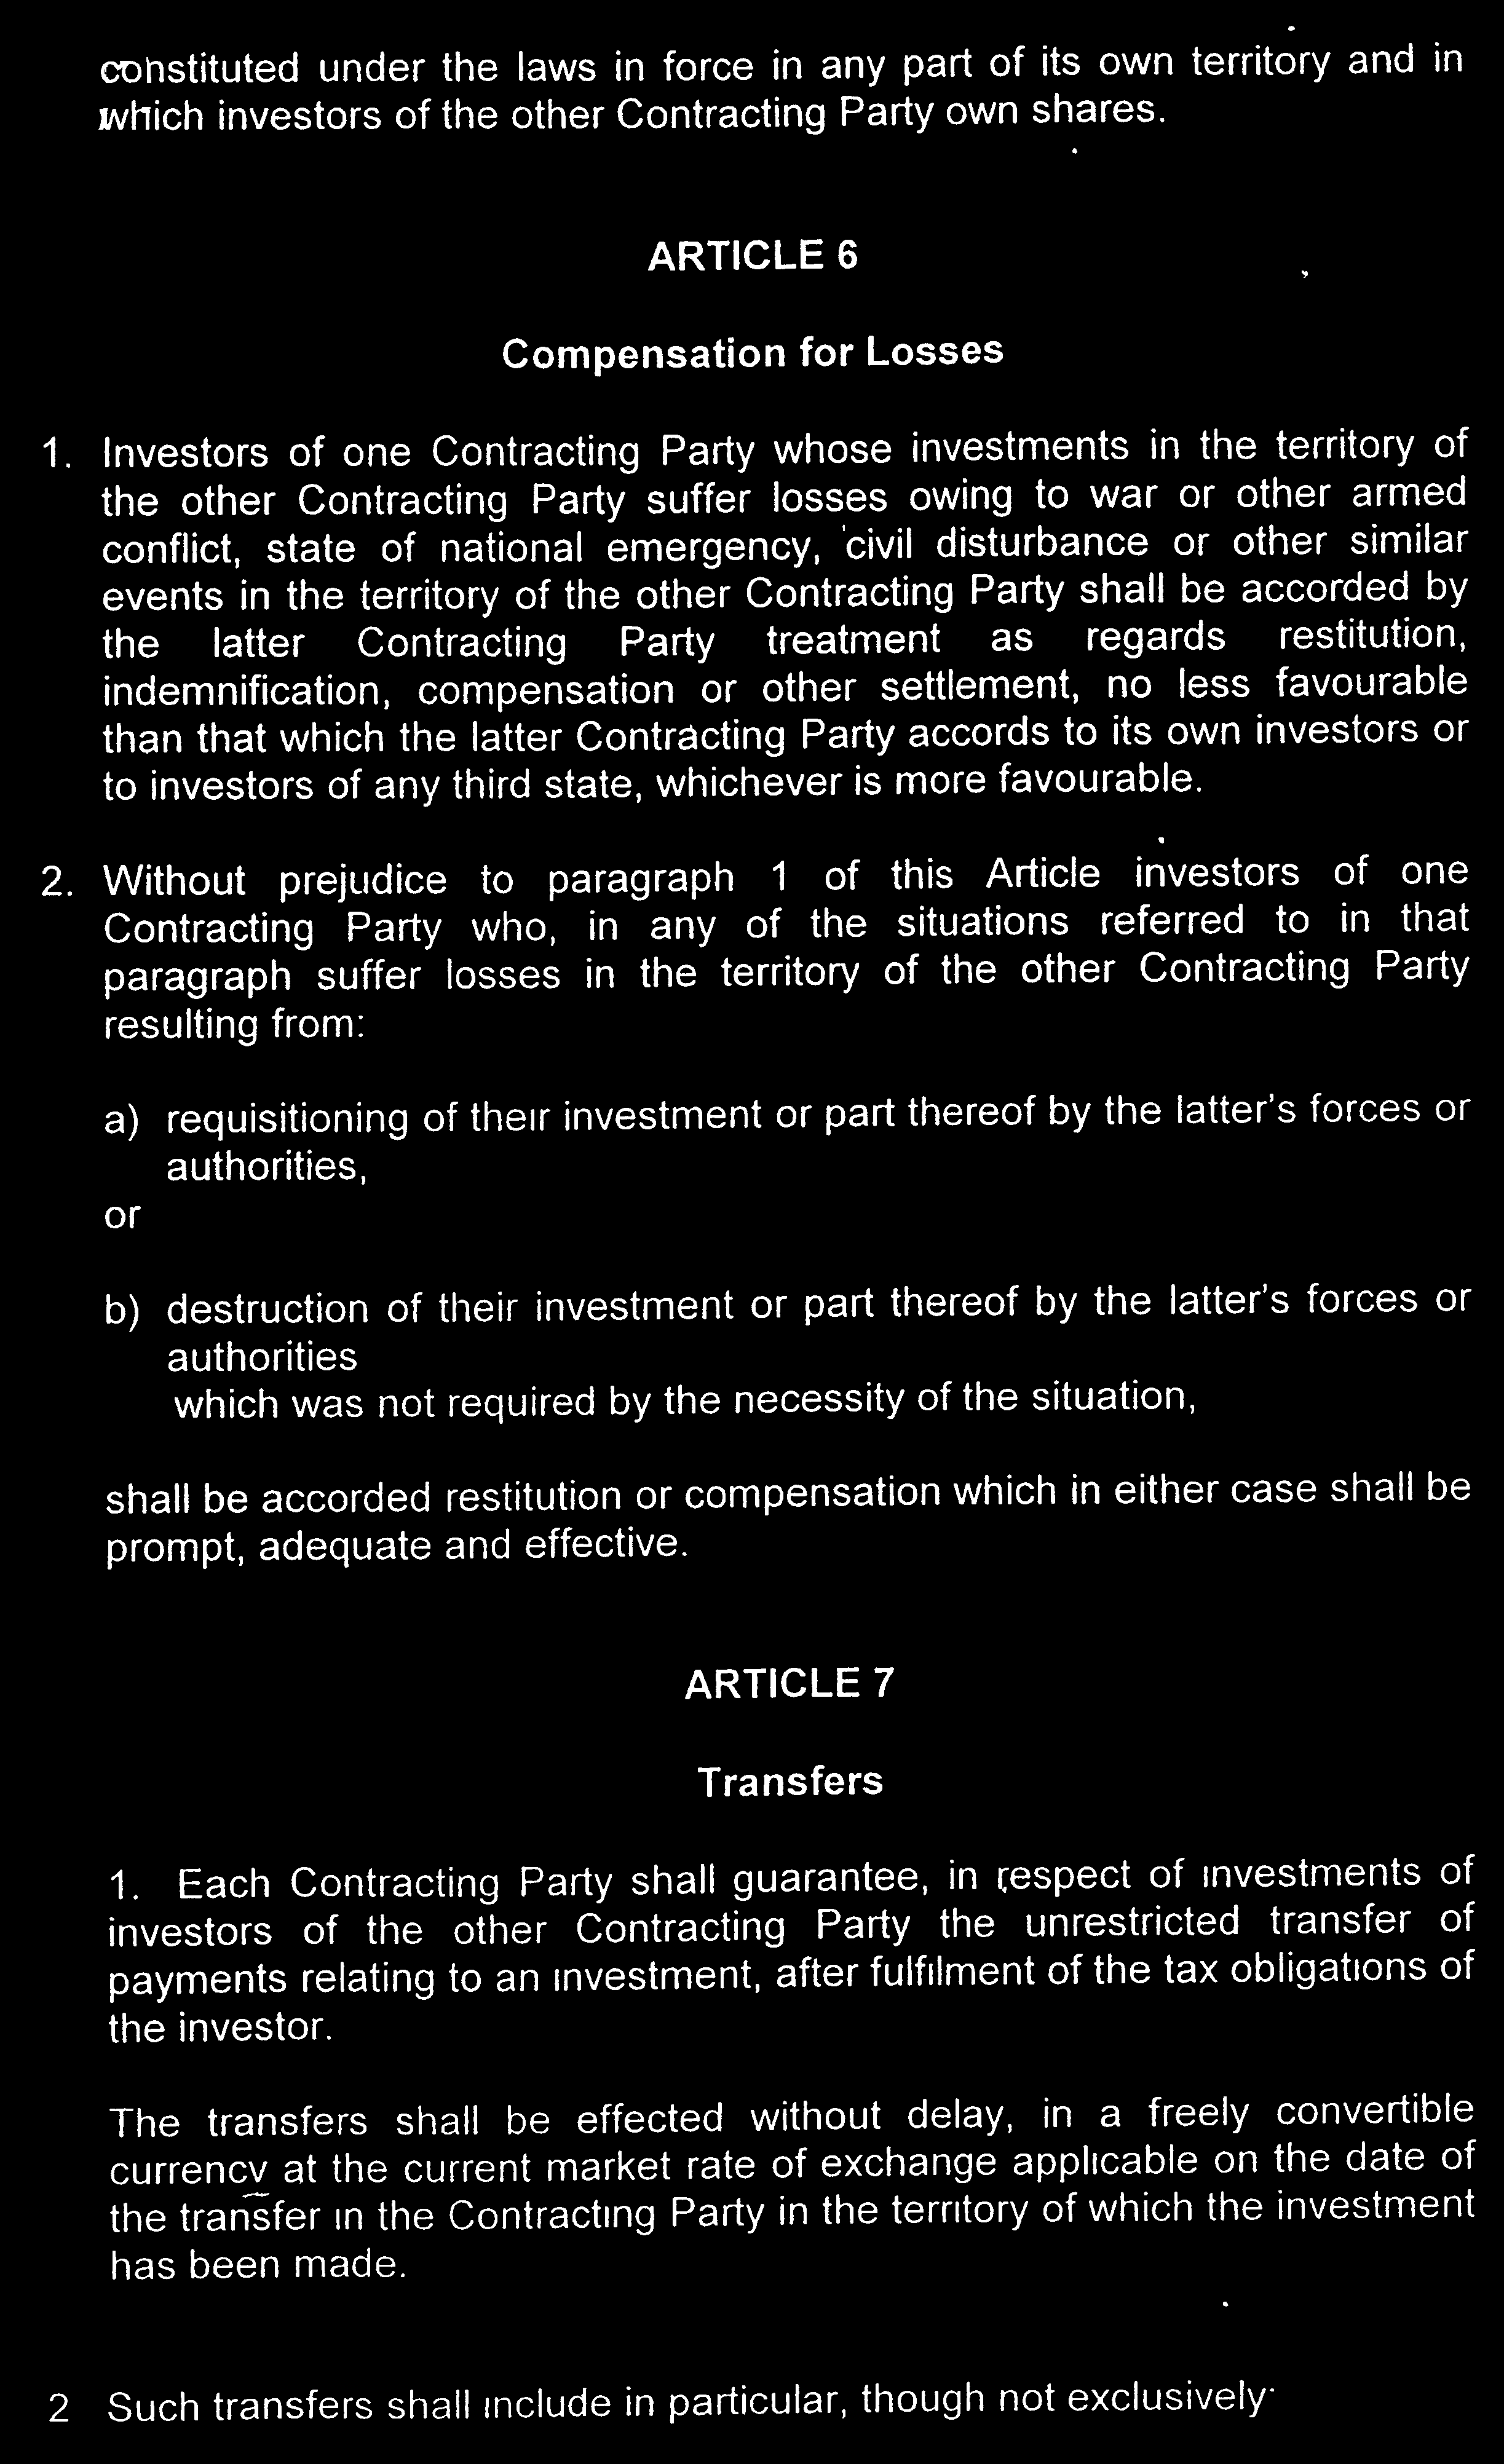 constituted under the laws in force in any part of its own territory and in
which investors of the other Contracting Party own shares.
ARTICLE 6
Compensation for Losses
1. Investors of one Contracting Party whose investments in the territory of
the other Contracting Party suffer losses owing to war or other armed
conflict, state of national emergency, civil disturbance or other similar
events in the territory of the other Contracting Party shall be accorded by
the latter Contracting Party treatment as regards restitution,
indemnification, compensation or other settlement, no less favourable
than that which the latter Contracting Party accords to its own investors or
to investors of any third state, whichever is more favourable.
2. Without prejudice to paragraph 1 of this Article investors of one
Contracting Party who, in any of the situations referred to in that
paragraph suffer losses in the territory of the other Contracting Party
resulting from:
a) requisitioning of their investment or part thereof by the latter's forces or
authorities,
or
b) destruction of their investment or part thereof by the latter's forces or
authorities
which was not required by the necessity of the situation,
shall be accorded restitution or compensation which in either case shall be
prompt, adequate and effective.
ARTICLE 7
Transfers
1. Each Contracting Party shall guarantee, in respect of investments of
investors of the other Contracting Party the unrestricted transfer of
payments relating to an investment, after fulfilment of the tax obligations of
the investor.
The transfers shall be effected without delay, in a freely convertible
currency at the current market rate of exchange applicable on the date of
the transfer in the Contracting Party in the territory of which the investment
has been made.
2 Such transfers shall include in particular, though not exclusively·